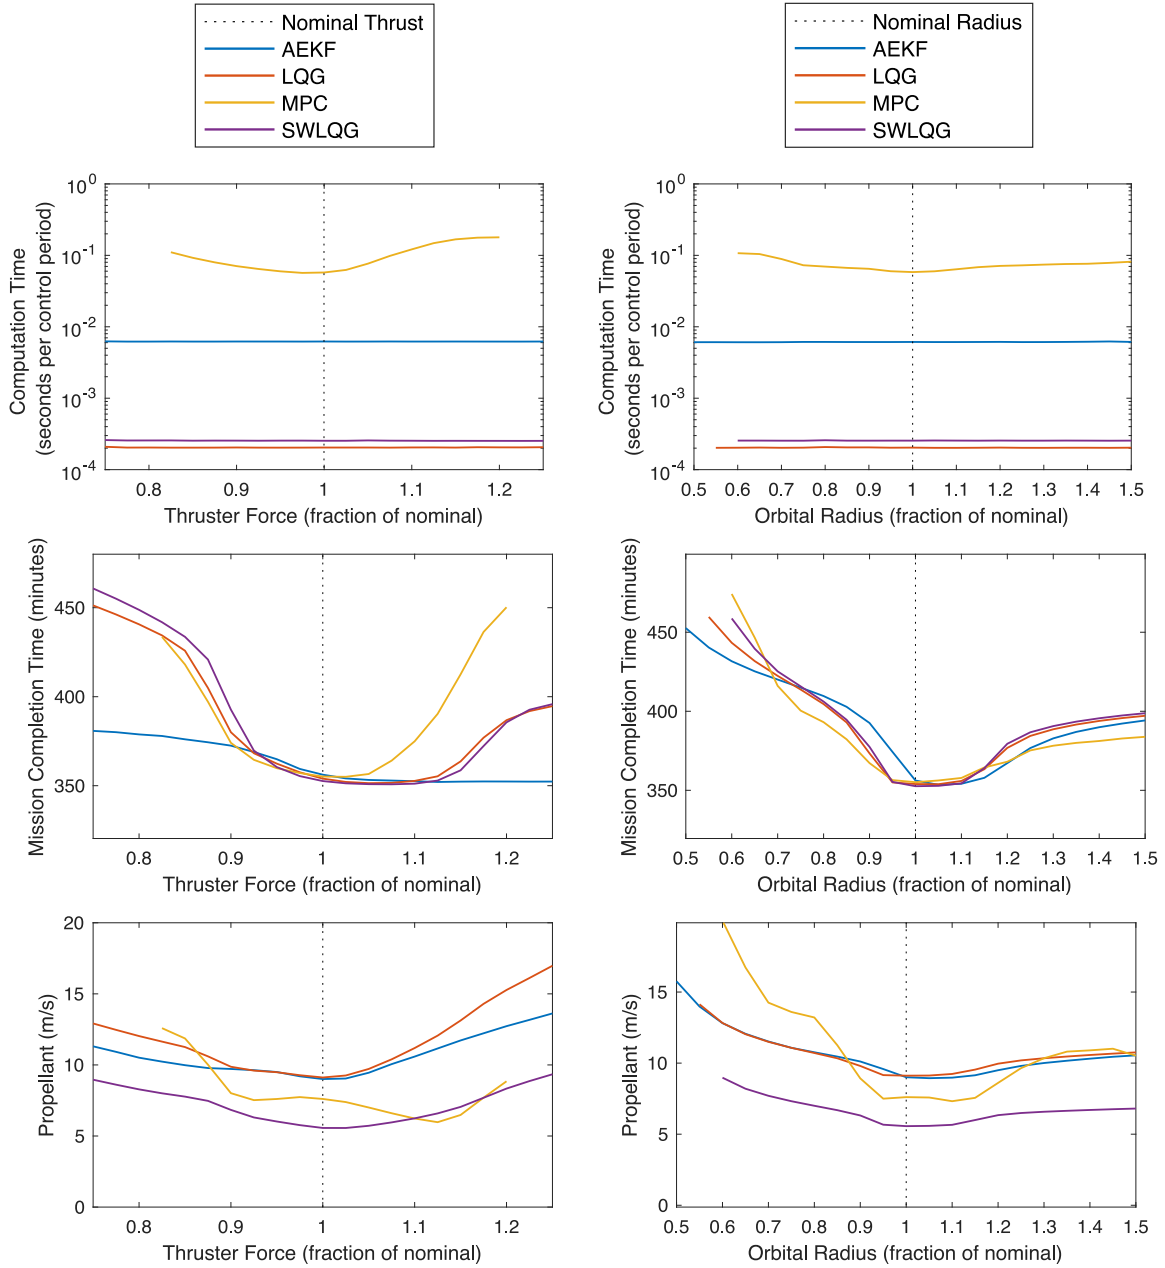 Nominal Thrust
AEKF
LQG
MPC
SWLQG
Nominal Radius
AEKF
LQG
MPC
SWLQG
Computation Time
(seconds per control period)
10^0
10^-1
10^-2
10^-3
10^-4
0.8 0.9 1 1.1 1.2
Thruster Force (fraction of nominal)
Computation Time
(seconds per control period)
10^0
10^-1
10^-2
10^-3
10^-4
0.5 0.6 0.7 0.8 0.9 1 1.1 1.2 1.3 1.4 1.5
Orbital Radius (fraction of nominal)
Mission Completion Time (minutes)
450
400
350
0.8 0.9 1 1.1 1.2
Thruster Force (fraction of nominal)
Mission Completion Time (minutes)
450
400
350
0.5 0.6 0.7 0.8 0.9 1 1.1 1.2 1.3 1.4 1.5
Orbital Radius (fraction of nominal)
Propellant (m/s)
20
15
10
5
0
0.8 0.9 1 1.1 1.2
Thruster Force (fraction of nominal)
Propellant (m/s)
15
10
5
0
0.5 0.6 0.7 0.8 0.9 1 1.1 1.2 1.3 1.4 1.5
Orbital Radius (fraction of nominal)